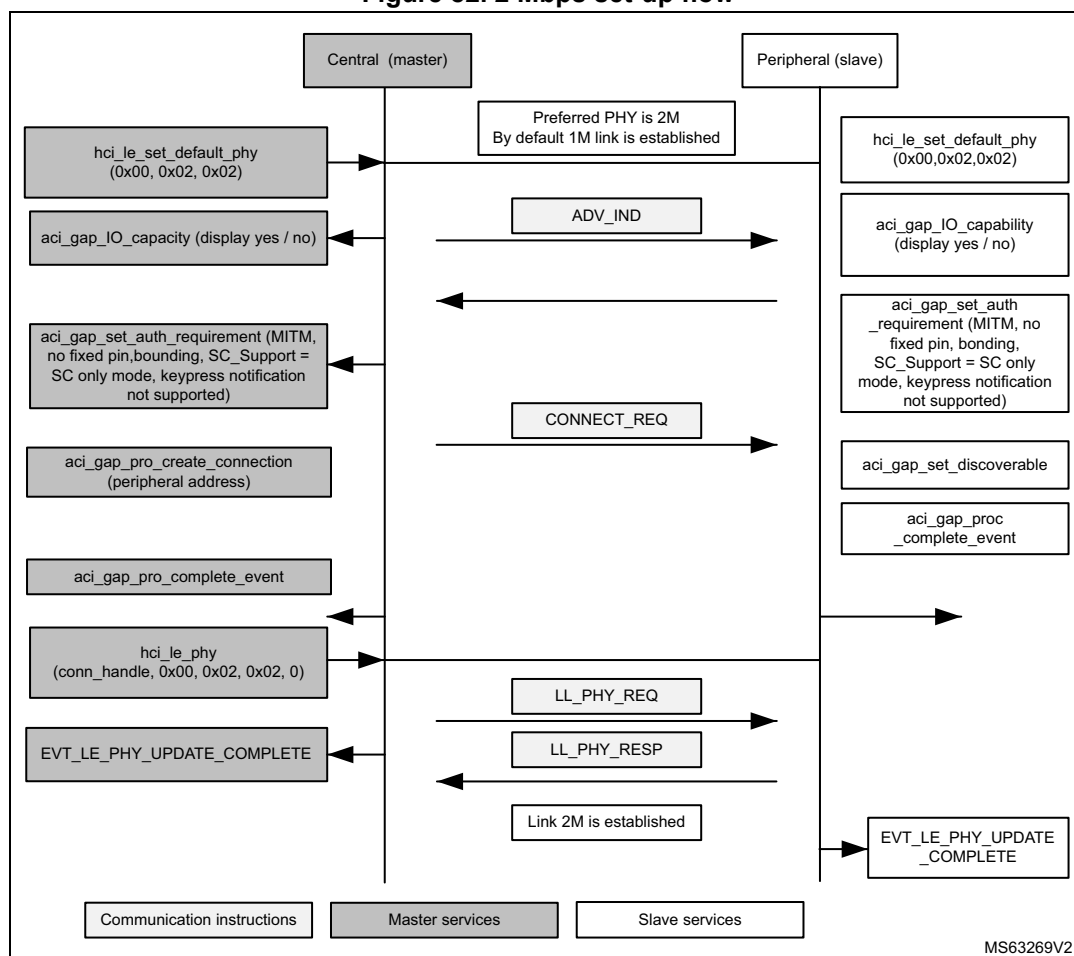 Figure 62. 2 Mbps set-up flow
Central (master)
Peripheral (slave)
Preferred PHY is 2M
By default 1M link is established
hci_le_set_default_phy
(0x00, 0x02, 0x02)
hci_le_set_default_phy
(0x00,0x02,0x02)
ADV_IND
aci_gap_IO_capacity (display yes / no)
aci_gap_IO_capability
(display yes / no)
aci_gap_set_auth_requirement (MITM,
no fixed pin,bounding, SC_Support =
SC only mode, keypress notification
not supported)
aci_gap_set_auth
_requirement (MITM, no
fixed pin, bonding,
SC_Support = SC only
mode, keypress notification
not supported)
CONNECT_REQ
aci_gap_pro_create_connection
(peripheral address)
aci_gap_set_discoverable
aci_gap_proc
_complete_event
aci_gap_pro_complete_event
hci_le_phy
(conn_handle, 0x00, 0x02, 0x02, 0)
LL_PHY_REQ
EVT_LE_PHY_UPDATE_COMPLETE
LL_PHY_RESP
Link 2M is established
EVT_LE_PHY_UPDATE
_COMPLETE
Communication instructions
Master services
Slave services
MS63269V2